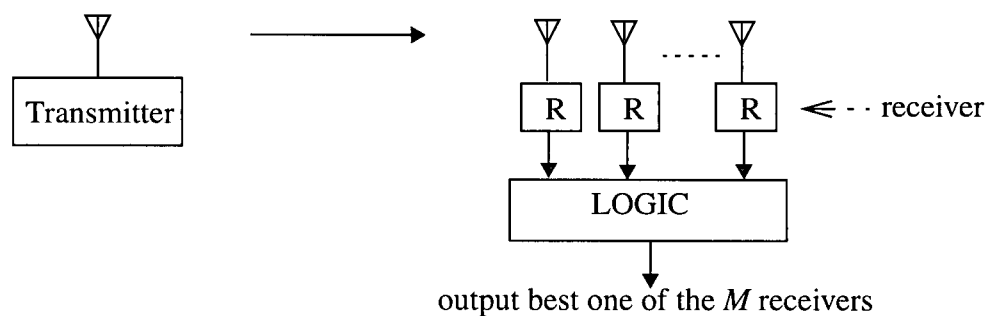 Transmitter
R
R
R
receiver
LOGIC
output best one of the M receivers